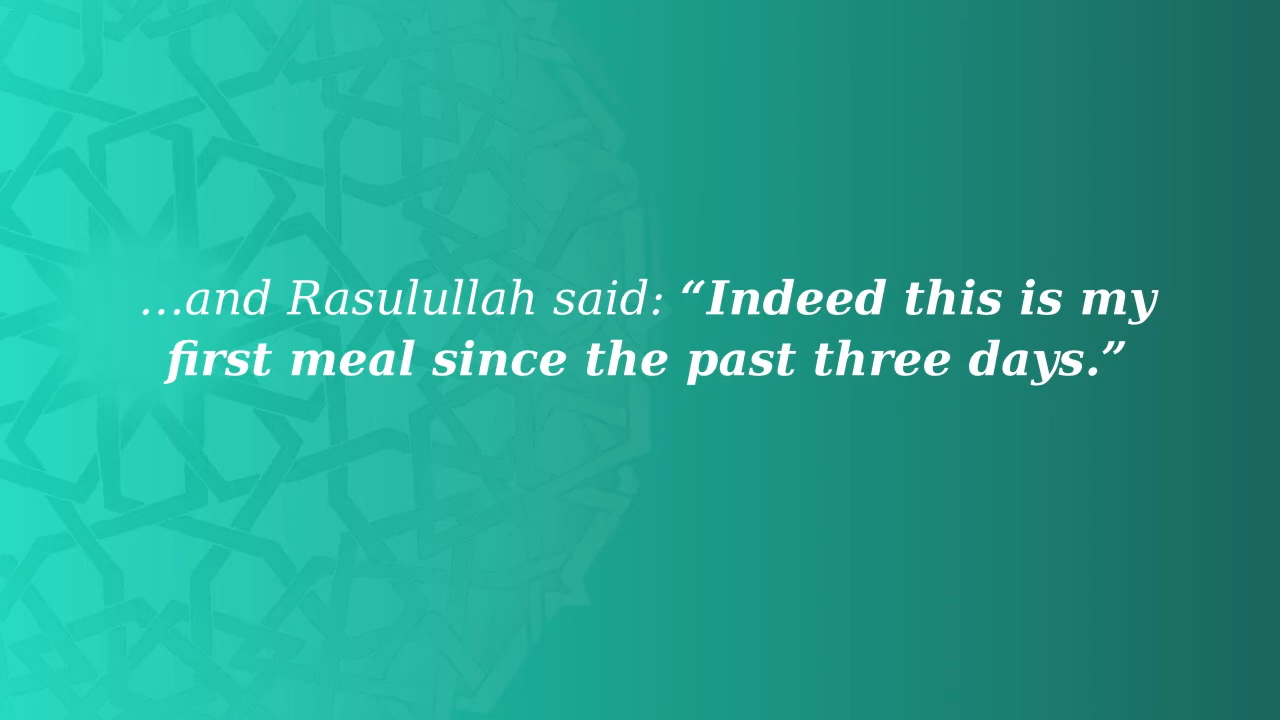 …and Rasulullah said: “Indeed this is my
first meal since the past three days.”